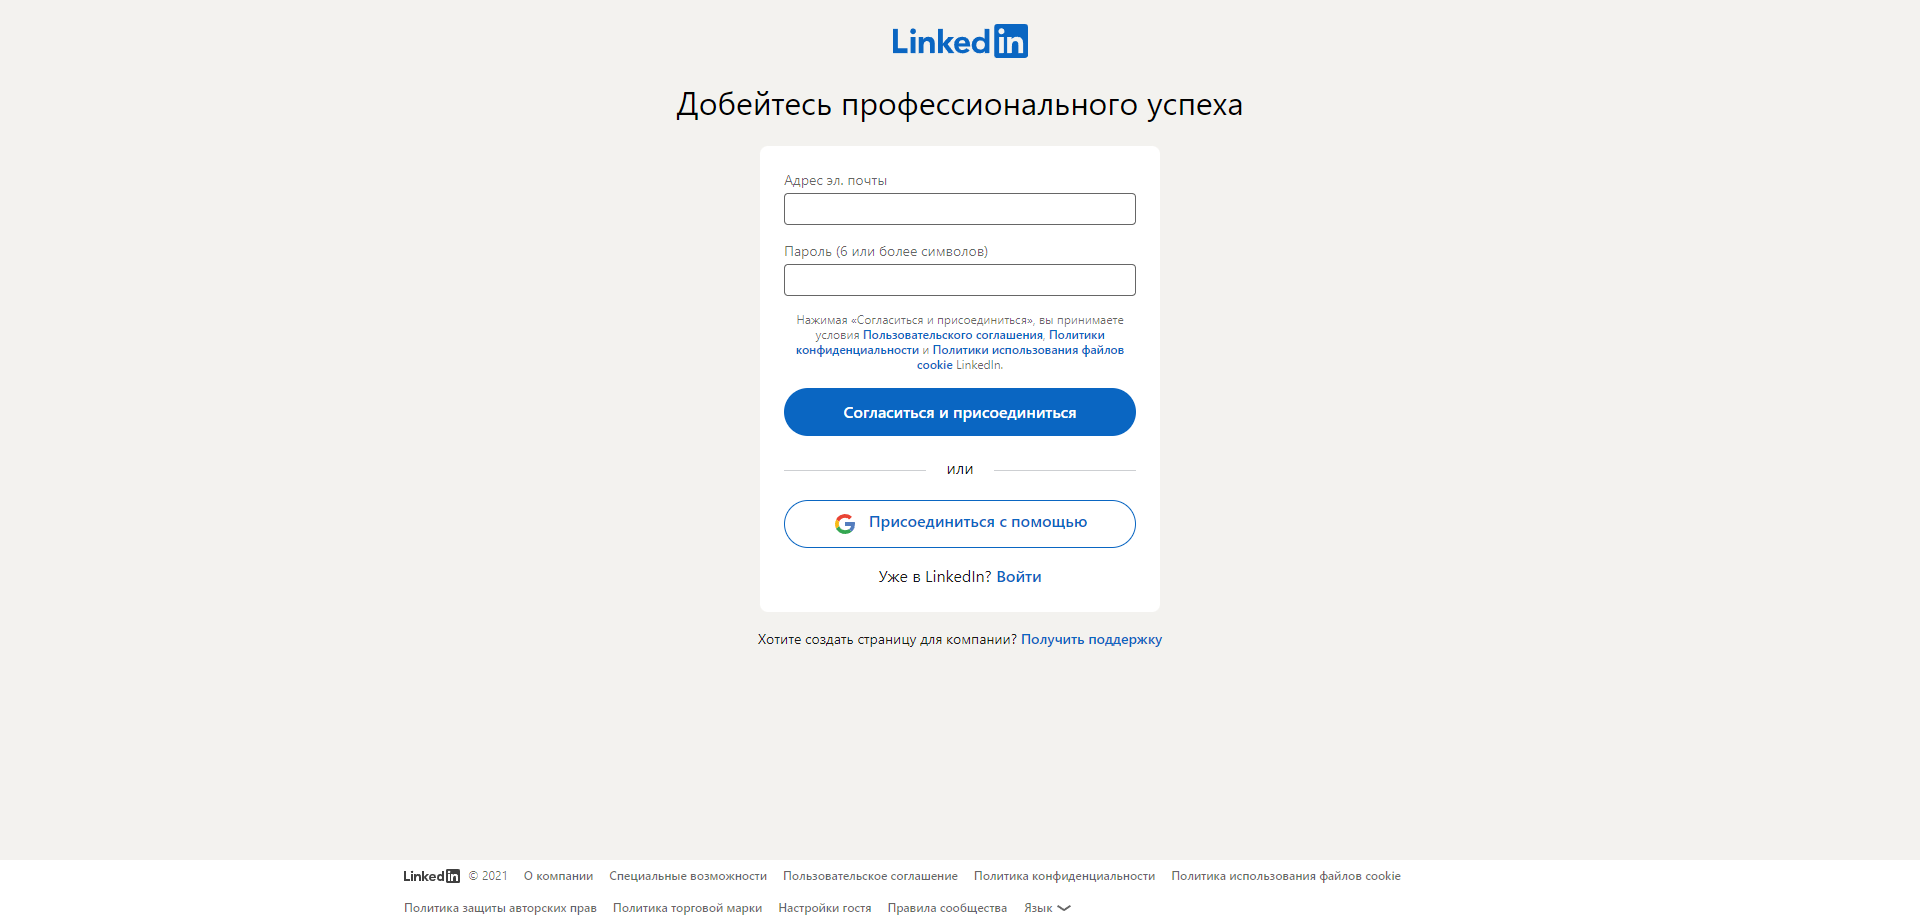 Linkedin
Добейтесь профессионального успеха
Адрес эл. почты
Пароль (6 или более символов)
Нажимая «Согласиться и присоединиться», вы принимаете
условия Пользовательского соглашения, Политики
конфиденциальности и Политики использования файлов
cookie LinkedIn.
Согласиться и присоединиться
или
Присоединиться с помощью
Уже в LinkedIn? Войти
Хотите создать страницу для компании? Получить поддержку
Linkedin © 2021 О компании Специальные возможности Пользовательское соглашение Политика конфиденциальности Политика использования файлов cookie
Политика защиты авторских прав Политика торговой марки Настройки гостя Правила сообщества Язык